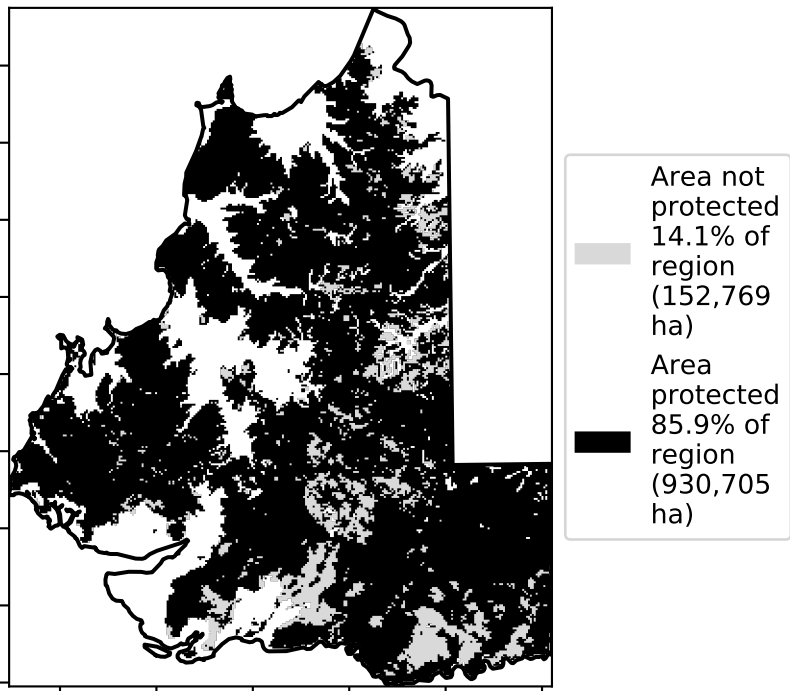 Area not
protected
14.1% of
region
(152,769
ha)
Area
protected
85.9% of
region
(930,705
ha)